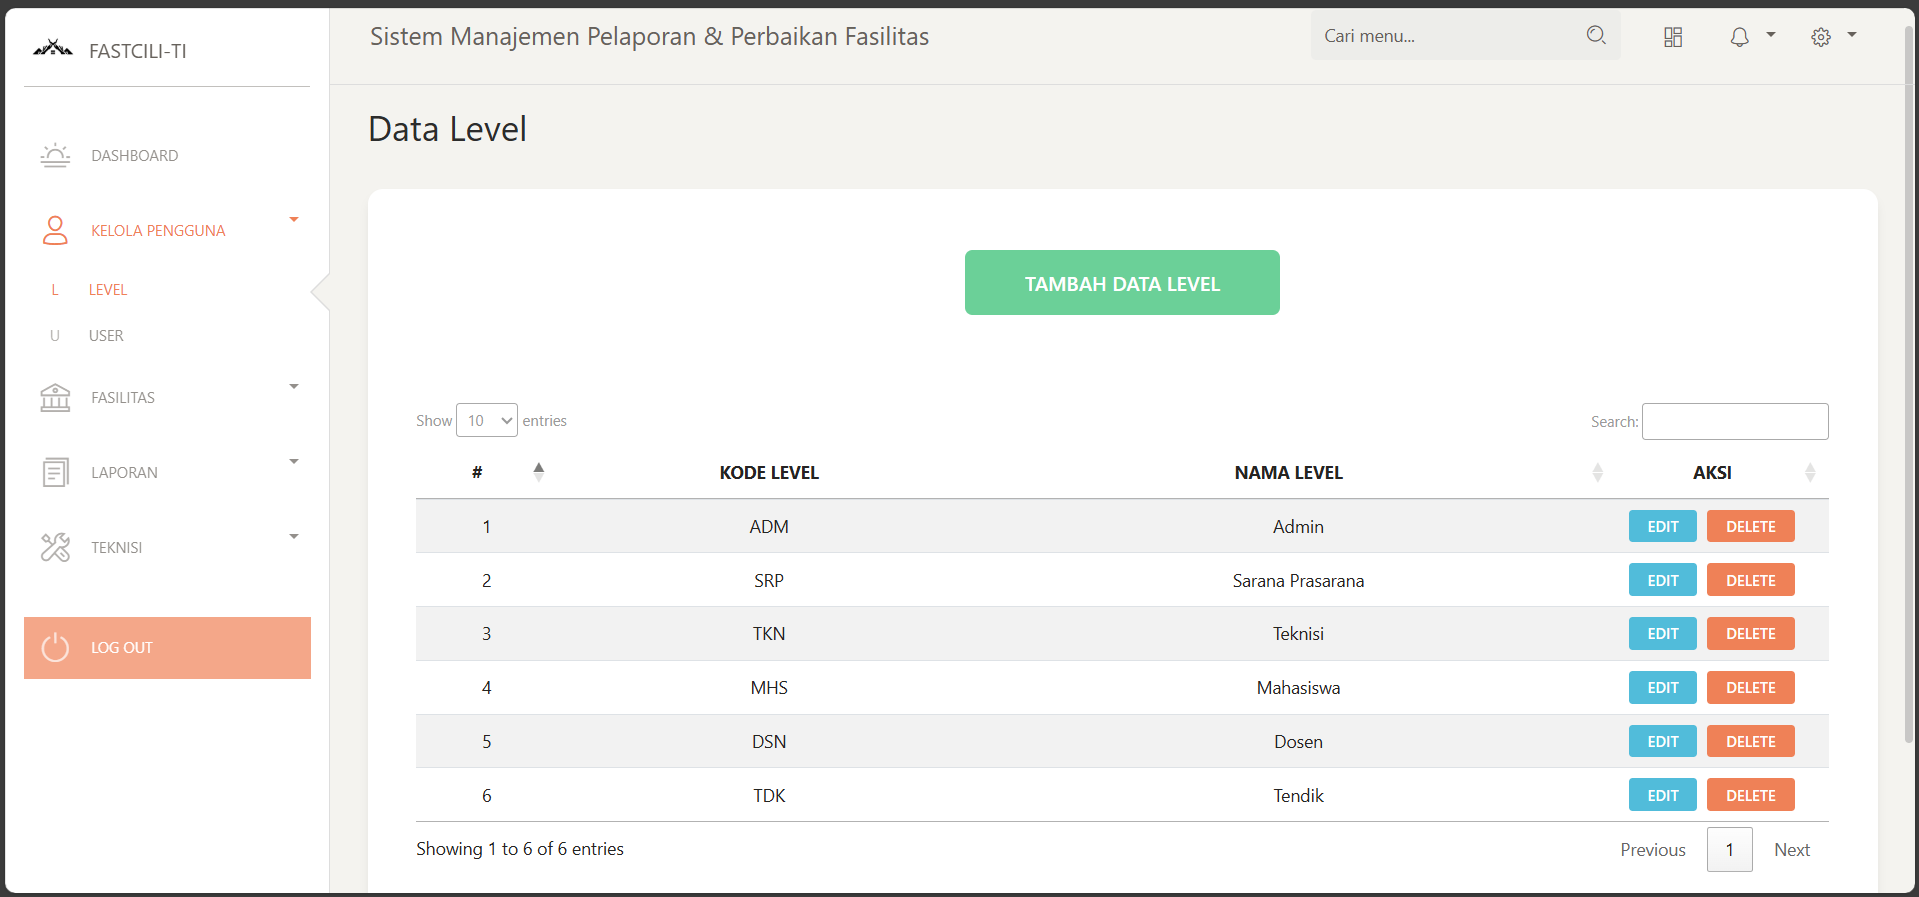 FASTCILI-TI
Sistem Manajemen Pelaporan & Perbaikan Fasilitas
Cari menu...
DASHBOARD
KELOLA PENGGUNA
L LEVEL
U USER
FASILITAS
LAPORAN
TEKNISI
LOG OUT
Data Level
TAMBAH DATA LEVEL
Show 10 entries
Search:
# KODE LEVEL NAMA LEVEL AKSI
1 ADM Admin EDIT DELETE
2 SRP Sarana Prasarana EDIT DELETE
3 TKN Teknisi EDIT DELETE
4 MHS Mahasiswa EDIT DELETE
5 DSN Dosen EDIT DELETE
6 TDK Tendik EDIT DELETE
Showing 1 to 6 of 6 entries
Previous 1 Next